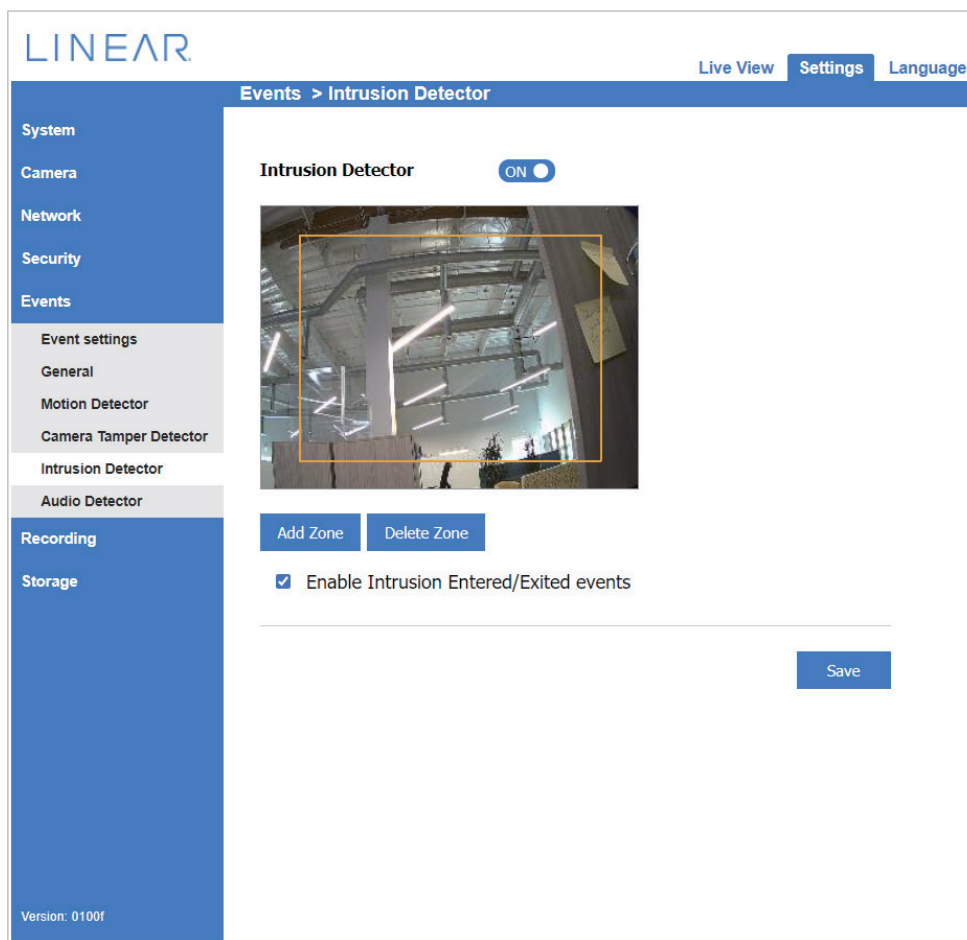 LINEAR
Live View Settings Language
Events > Intrusion Detector
System
Camera
Network
Security
Events
Event settings
General
Motion Detector
Camera Tamper Detector
Intrusion Detector
Audio Detector
Recording
Storage
Version: 0100f
Intrusion Detector ON
Add Zone Delete Zone
Enable Intrusion Entered/Exited events
Save